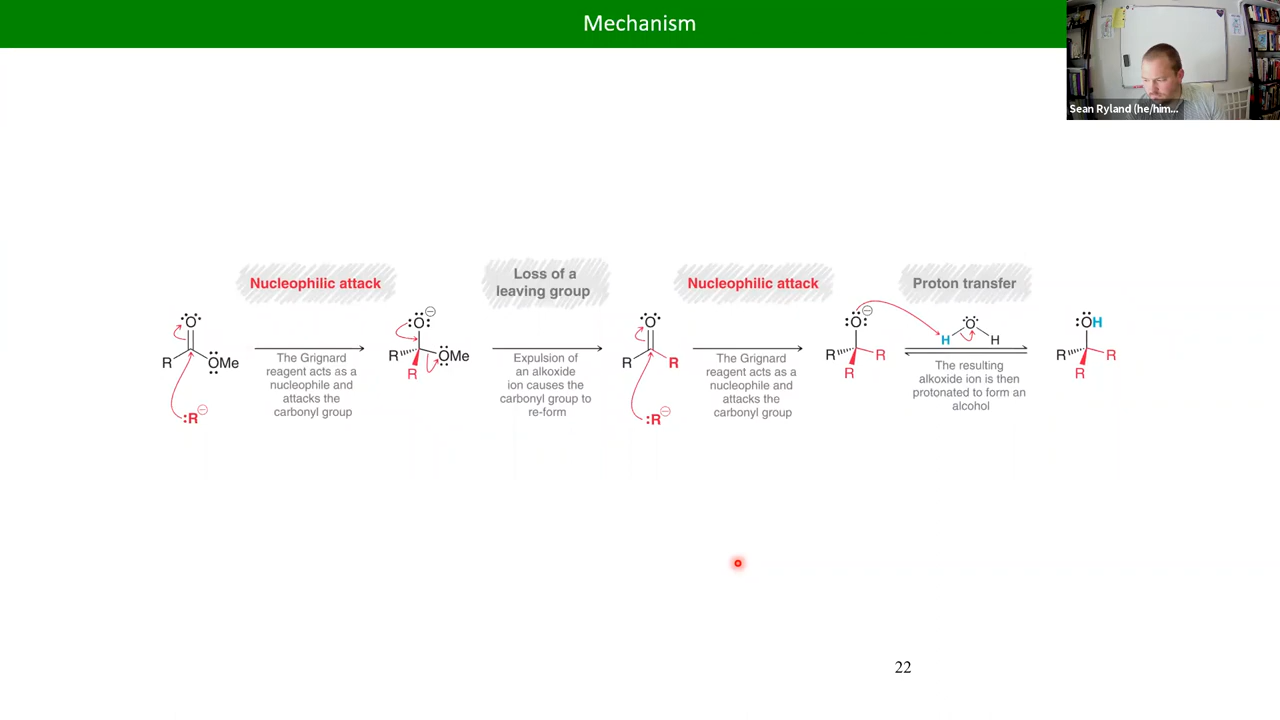 Mechanism
Sean Ryland (he/him...
Nucleophilic attack
Loss of a
leaving group
Nucleophilic attack
Proton transfer
O
R
OMe
:R⊖
The Grignard
reagent acts as a
nucleophile and
attacks the
carbonyl group
:O:⊖
R
OMe
R
Expulsion of
an alkoxide
ion causes the
carbonyl group to
re-form
O
R
R
:R⊖
The Grignard
reagent acts as a
nucleophile and
attacks the
carbonyl group
:O:⊖
R
R
R
O
H
H
The resulting
alkoxide ion is then
protonated to form an
alcohol
:OH
R
R
R
22